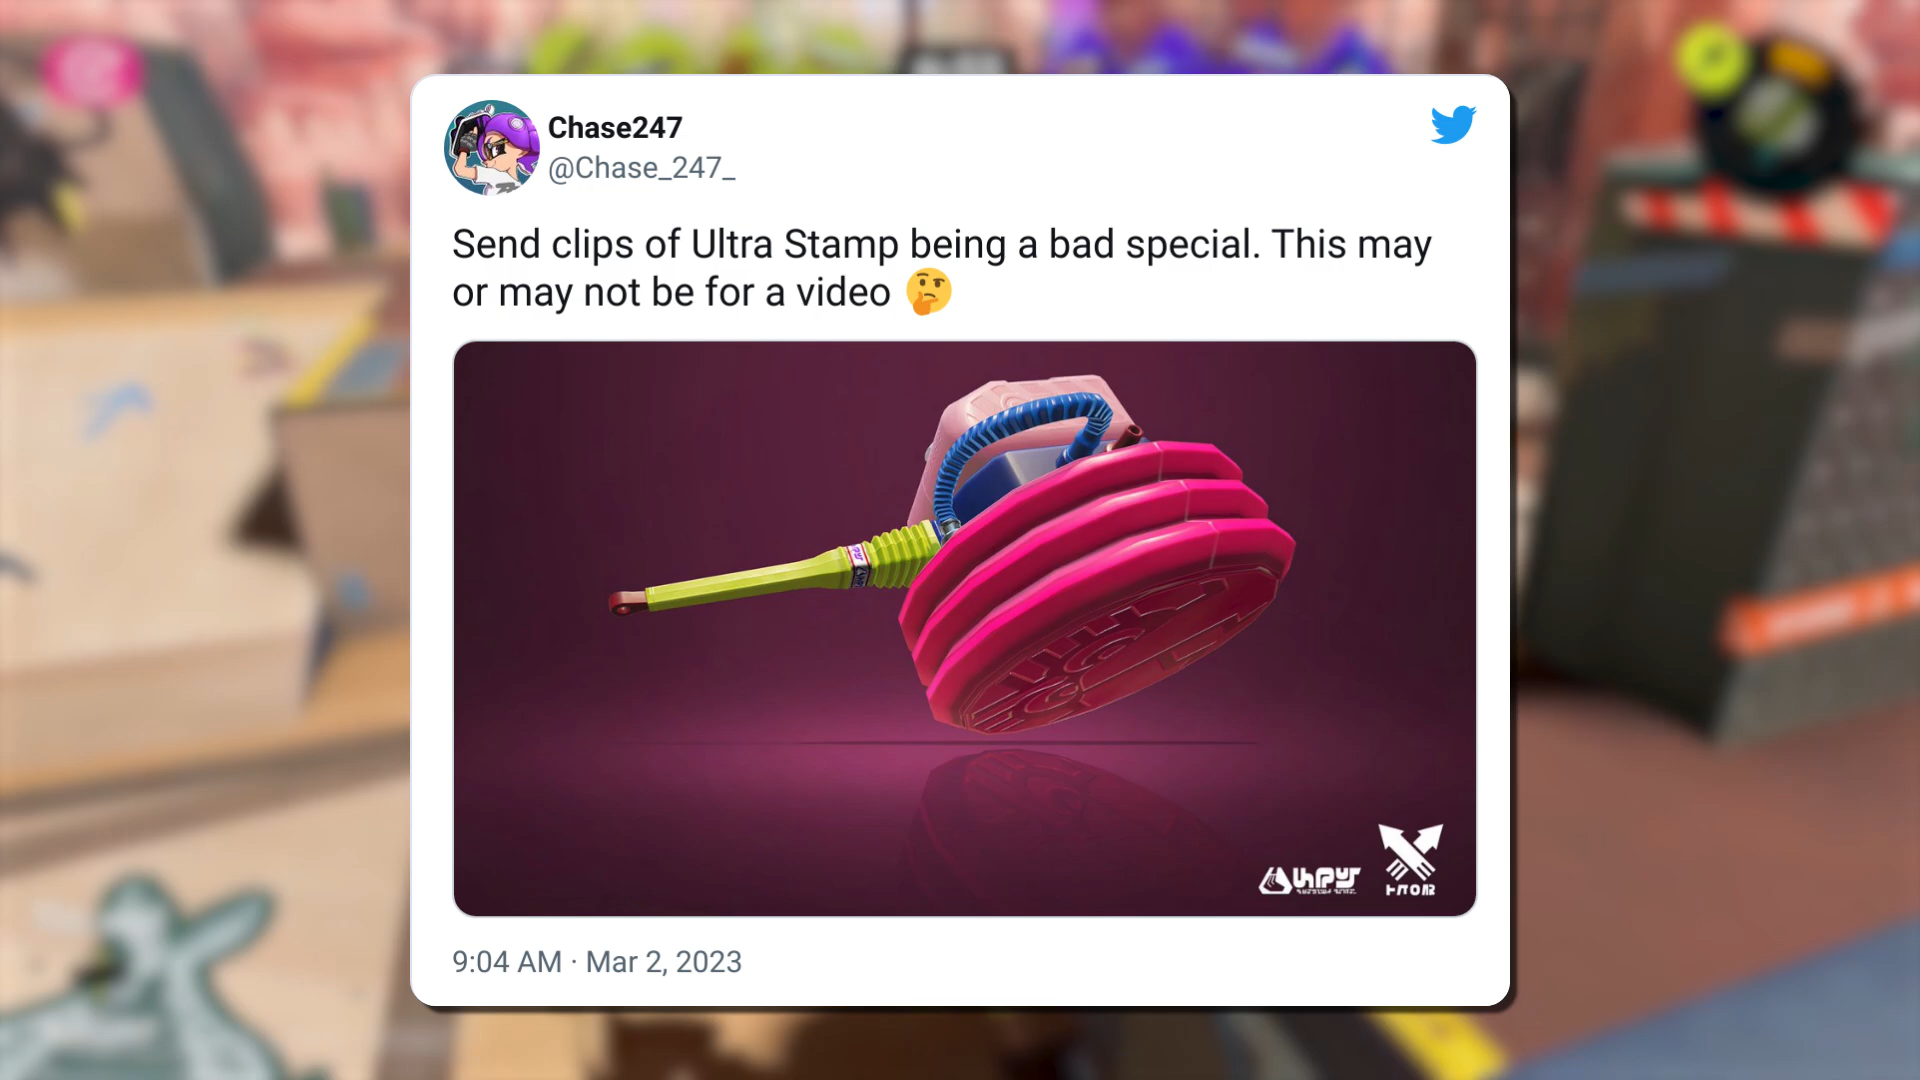 Chase247
@Chase_247_
Send clips of Ultra Stamp being a bad special. This may
or may not be for a video 🤔
9:04 AM · Mar 2, 2023